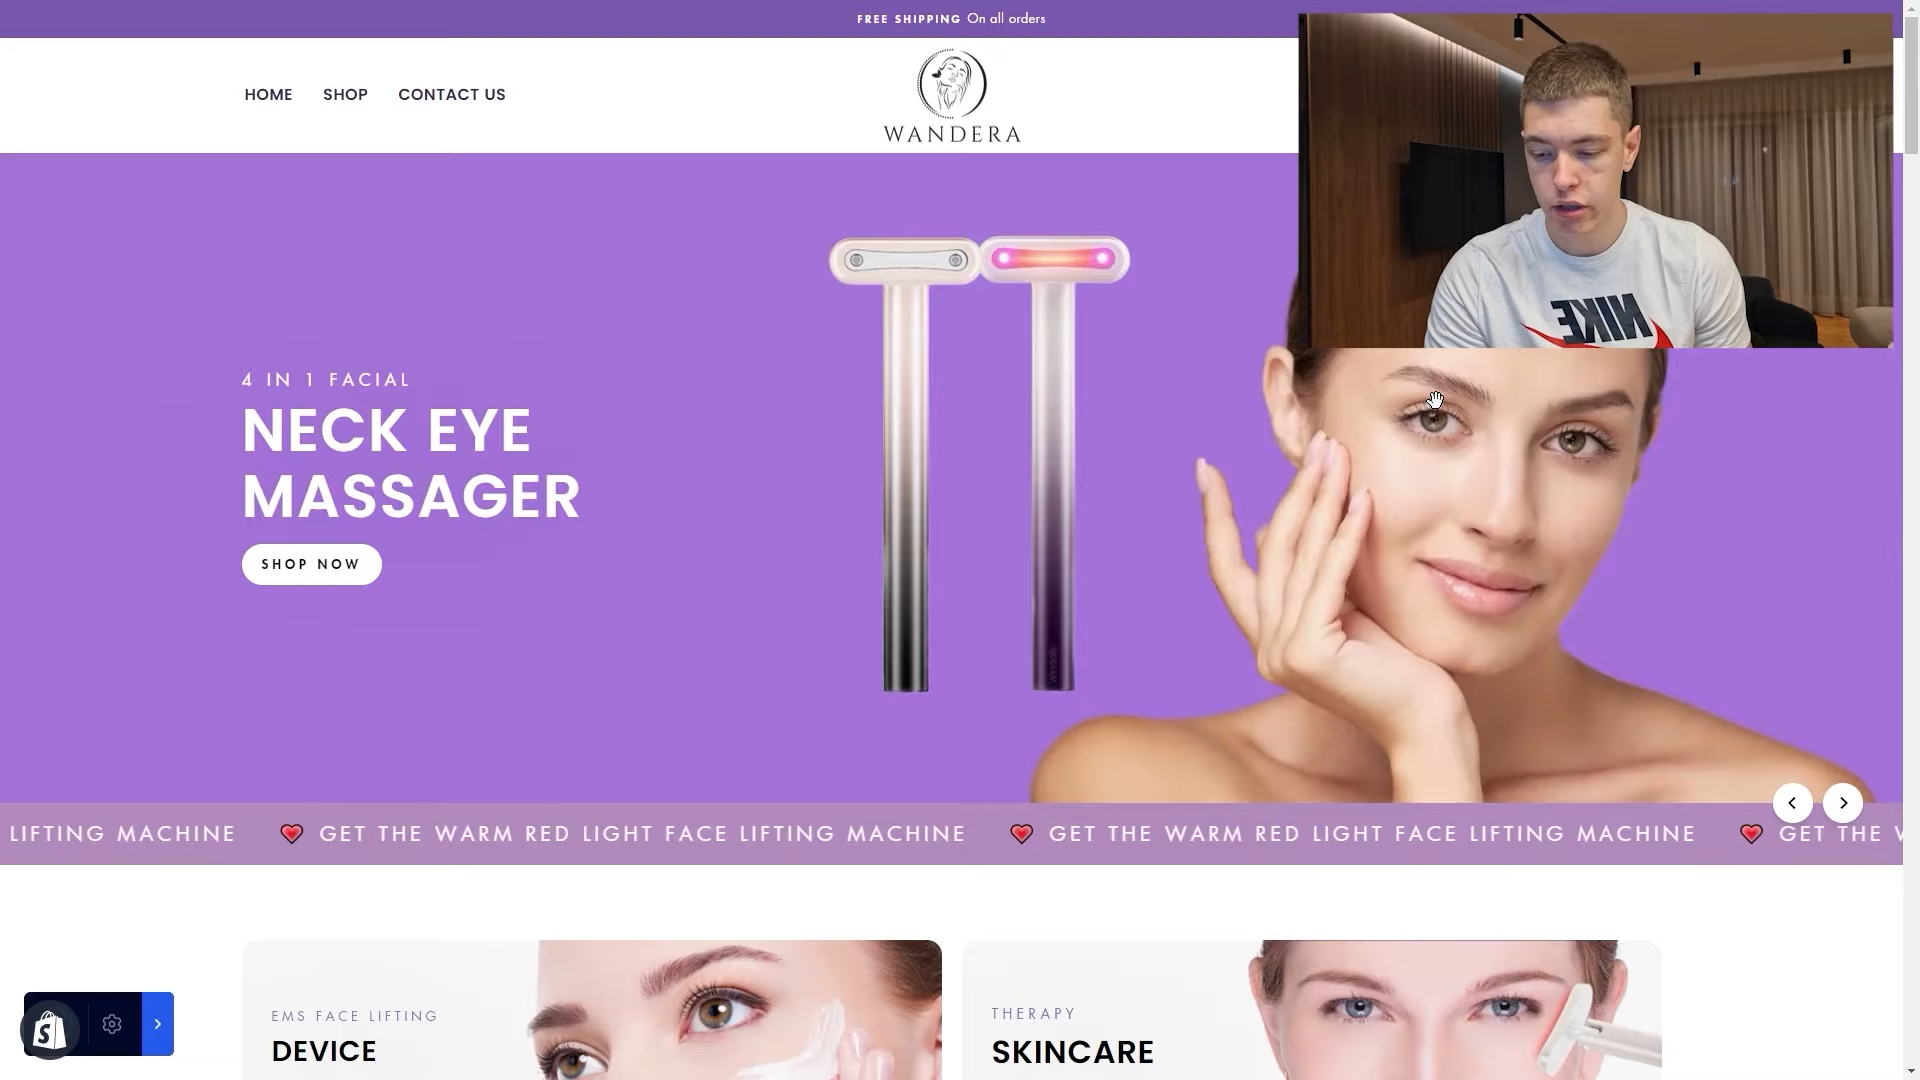 FREE SHIPPING On all orders
HOME SHOP CONTACT US
WANDERA
NIKE
4 IN 1 FACIAL
NECK EYE
MASSAGER
SHOP NOW
LIFTING MACHINE GET THE WARM RED LIGHT FACE LIFTING MACHINE GET THE WARM RED LIGHT FACE LIFTING MACHINE GET THE
EMS FACE LIFTING
DEVICE
THERAPY
SKINCARE